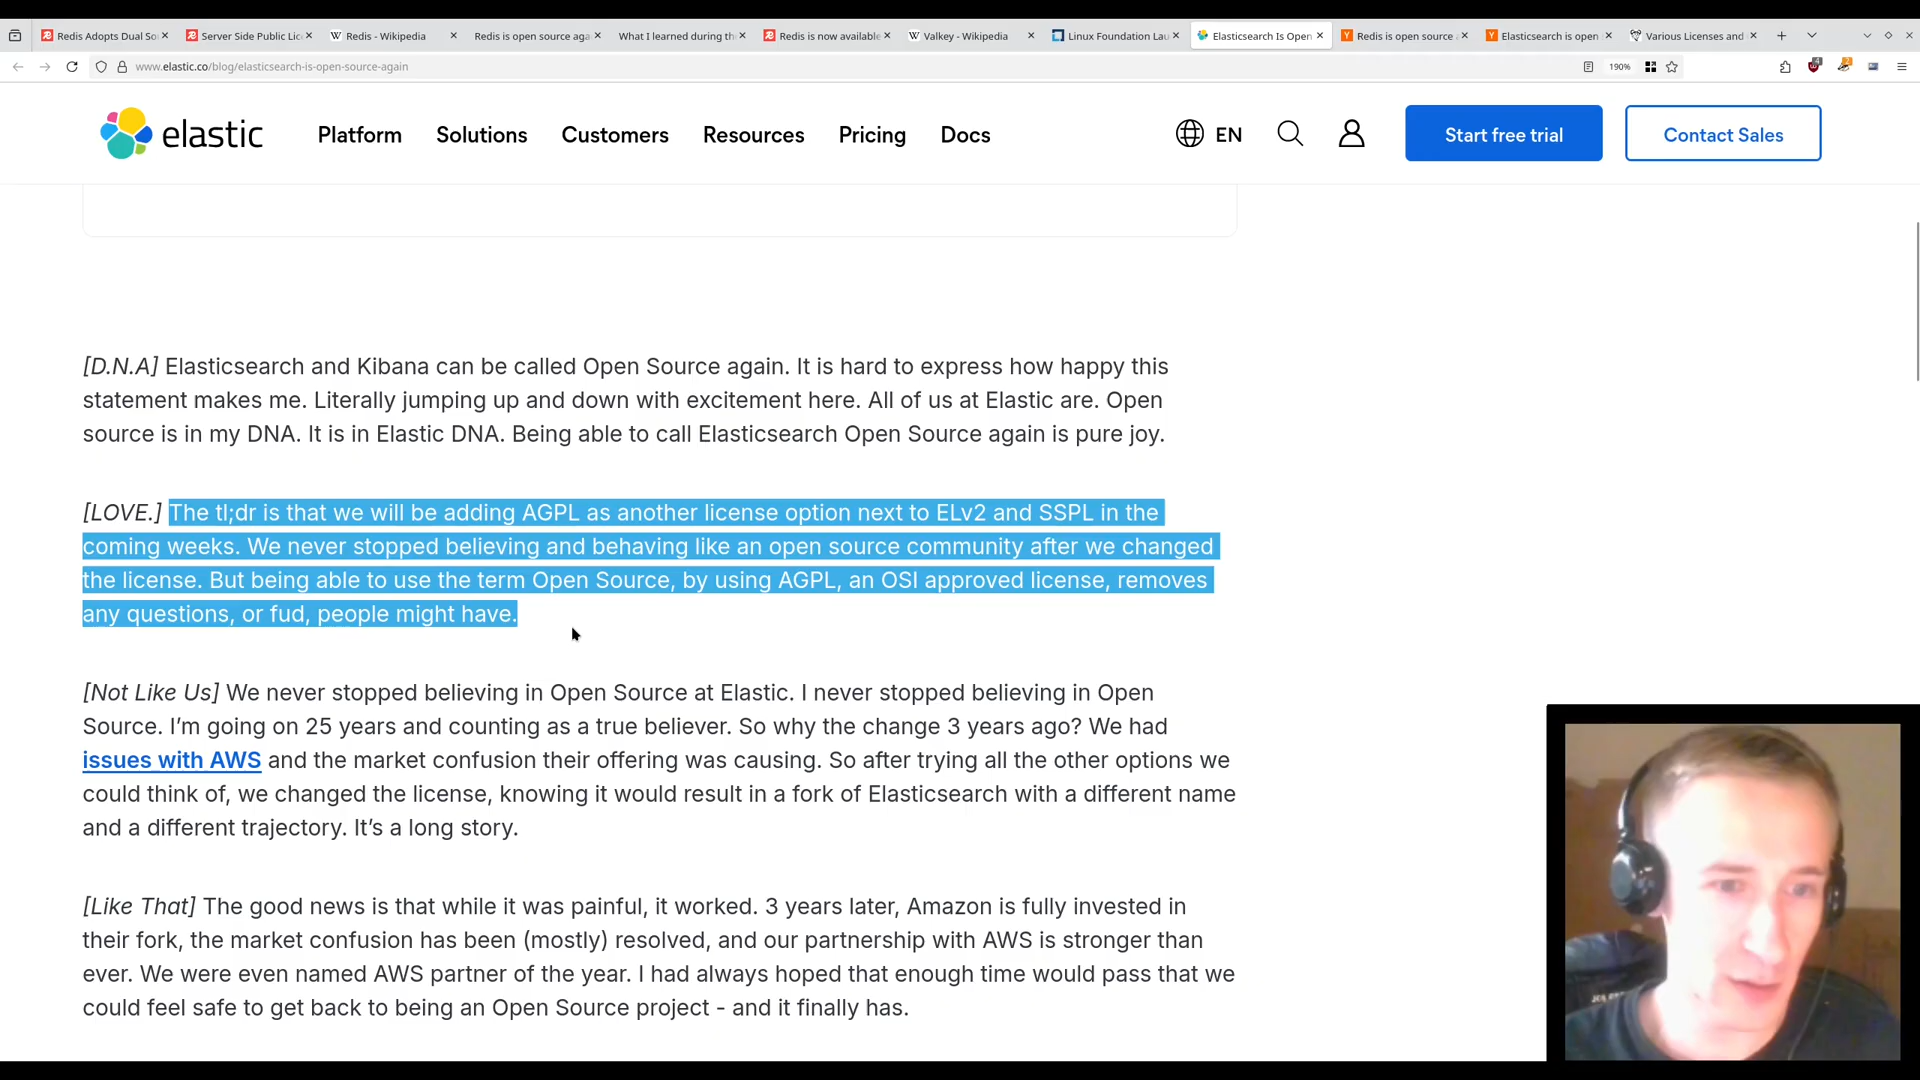 Redis Adopts Dual So
Server Side Public Lic
Redis - Wikipedia
Redis is open source aga
What I learned during th
Redis is now available
Valkey - Wikipedia
Linux Foundation Lau
Elasticsearch Is Open
Redis is open source a
Elasticsearch is open
Various Licenses and
www.elastic.co/blog/elasticsearch-is-open-source-again
190%
elastic
Platform
Solutions
Customers
Resources
Pricing
Docs
EN
Start free trial
Contact Sales
[D.N.A] Elasticsearch and Kibana can be called Open Source again. It is hard to express how happy this
statement makes me. Literally jumping up and down with excitement here. All of us at Elastic are. Open
source is in my DNA. It is in Elastic DNA. Being able to call Elasticsearch Open Source again is pure joy.
[LOVE.] The tl;dr is that we will be adding AGPL as another license option next to ELv2 and SSPL in the
coming weeks. We never stopped believing and behaving like an open source community after we changed
the license. But being able to use the term Open Source, by using AGPL, an OSI approved license, removes
any questions, or fud, people might have.
[Not Like Us] We never stopped believing in Open Source at Elastic. I never stopped believing in Open
Source. I’m going on 25 years and counting as a true believer. So why the change 3 years ago? We had
issues with AWS and the market confusion their offering was causing. So after trying all the other options we
could think of, we changed the license, knowing it would result in a fork of Elasticsearch with a different name
and a different trajectory. It’s a long story.
[Like That] The good news is that while it was painful, it worked. 3 years later, Amazon is fully invested in
their fork, the market confusion has been (mostly) resolved, and our partnership with AWS is stronger than
ever. We were even named AWS partner of the year. I had always hoped that enough time would pass that we
could feel safe to get back to being an Open Source project - and it finally has.